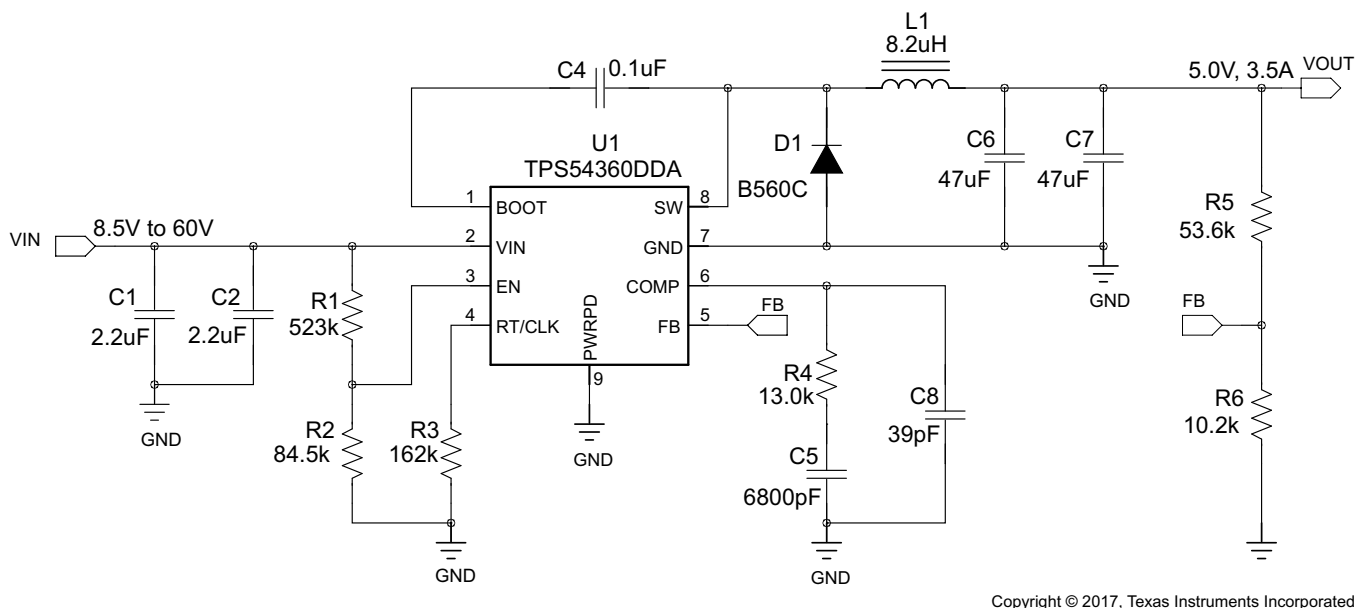 L1
8.2uH
C4
0.1uF
5.0V, 3.5A
VOUT
U1
TPS54360DDA
D1
B560C
C6
47uF
C7
47uF
R5
53.6k
1
BOOT
SW
8
VIN
8.5V to 60V
2
VIN
GND
7
3
EN
COMP
6
4
RT/CLK
FB
5
PWRPD
9
FB
FB
GND
C1
2.2uF
C2
2.2uF
R1
523k
R4
13.0k
C8
39pF
R6
10.2k
GND
R2
84.5k
R3
162k
GND
C5
6800pF
GND
GND
Copyright © 2017, Texas Instruments Incorporated